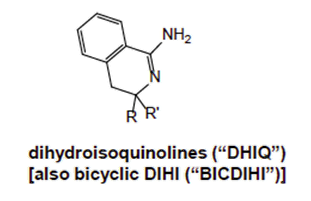 NH₂
N
R R'
dihydroisoquinolines ("DHIQ")
[also bicyclic DIHI ("BICDIHI")]